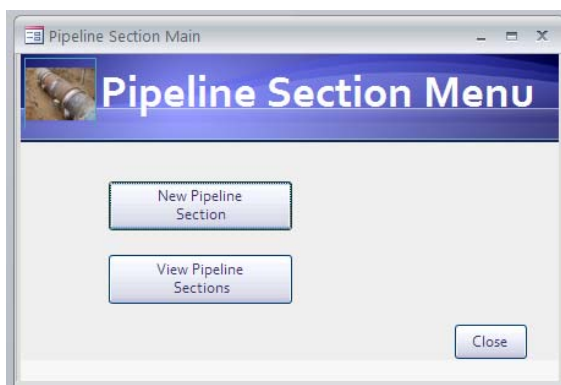 Pipeline Section Main
Pipeline Section Menu
New Pipeline
Section
View Pipeline
Sections
Close